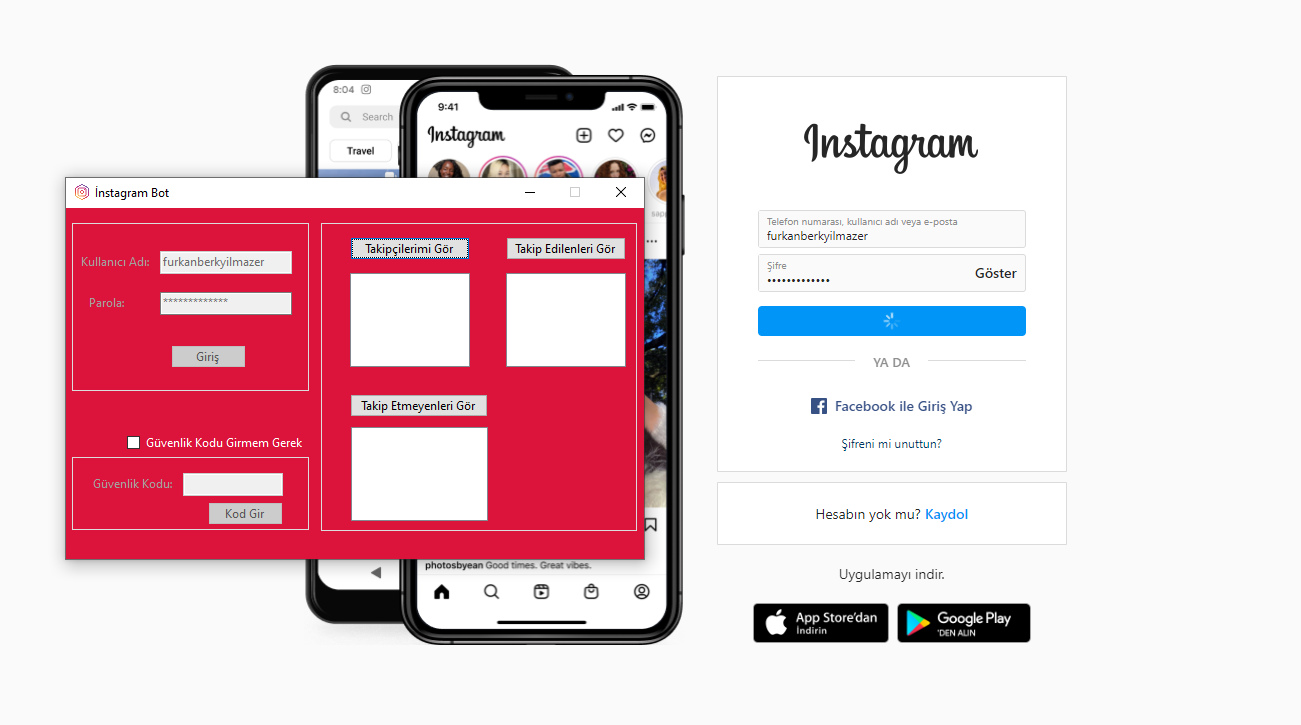 8:04
Search
Travel
9:41
Instagram
sap
...
İnstagram Bot
Kullanıcı Adı: furkanberkyilmazer
Parola: *************
Giriş
Güvenlik Kodu Girmem Gerek
Güvenlik Kodu:
Kod Gir
Takipçilerimi Gör
Takip Edilenleri Gör
Takip Etmeyenleri Gör
photosbyean Good times. Great vibes.
Instagram
Telefon numarası, kullanıcı adı veya e-posta
furkanberkyilmazer
Şifre
•••••••••••••
Göster
YA DA
Facebook ile Giriş Yap
Şifreni mi unuttun?
Hesabın yok mu? Kaydol
Uygulamayı indir.
App Store'dan
İndirin
Google Play
'DEN ALIN